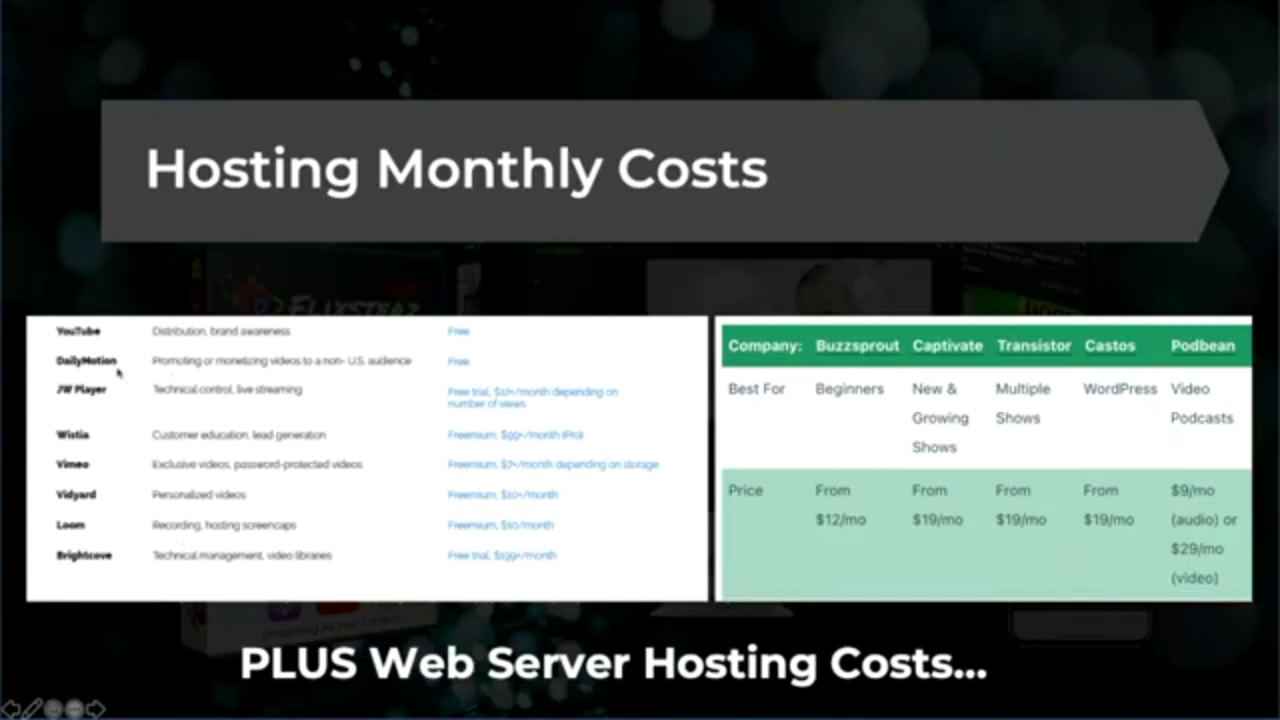 Hosting Monthly Costs
YouTube Distribution, brand awareness Free
DailyMotion Promoting or monetizing videos to a non- U.S. audience Free
JW Player Technical control, live streaming Free trial, $10+/month depending on
number of views
Wistia Customer education, lead generation Freemium, $99+/month (Pro)
Vimeo Exclusive videos, password-protected videos Freemium, $7+/month depending on storage
Vidyard Personalized videos Freemium, $10+/month
Loom Recording, hosting screencaps Freemium, $10/month
Brightcove Technical management, video libraries Free trial, $199+/month
Company: Buzzsprout Captivate Transistor Castos Podbean
Best For Beginners New & Multiple WordPress Video
Growing Shows Podcasts
Shows
Price From From From From $9/mo
$12/mo $19/mo $19/mo $19/mo (audio) or
$29/mo
(video)
PLUS Web Server Hosting Costs...